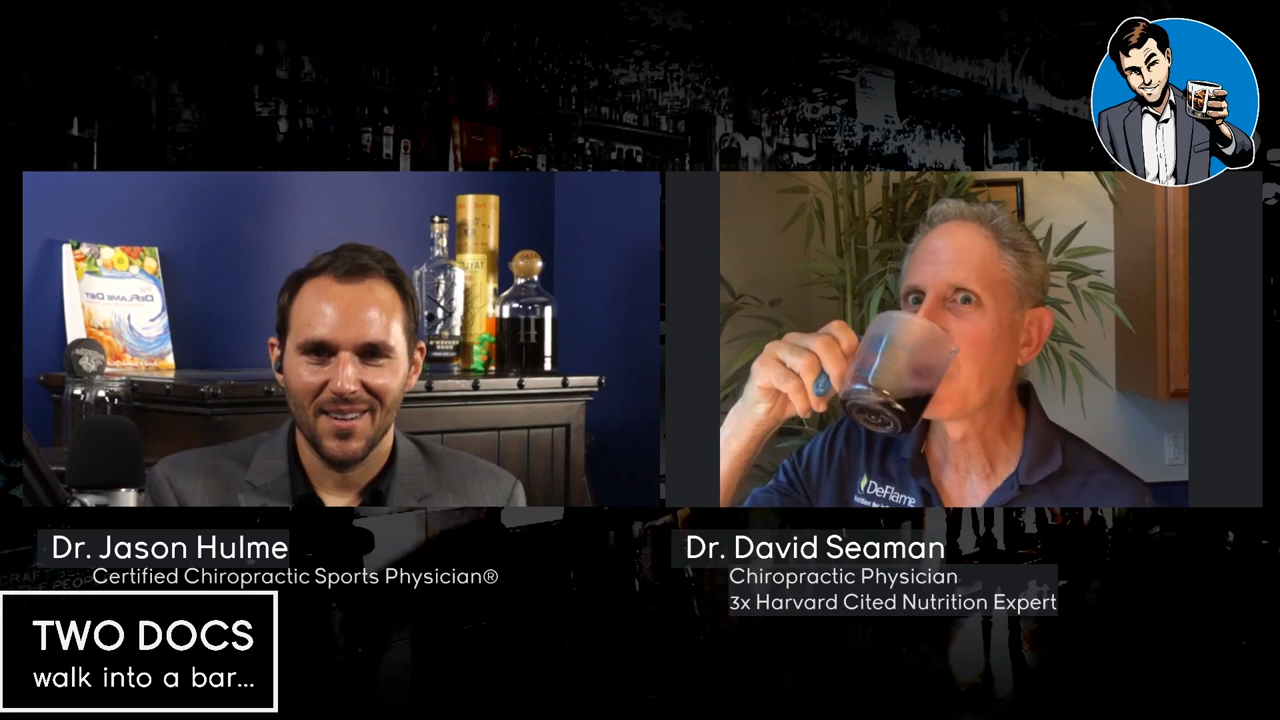 DEFLAME DIET
H
DeFlame
Dr. Jason Hulme
Certified Chiropractic Sports Physician®
Dr. David Seaman
Chiropractic Physician
3x Harvard Cited Nutrition Expert
TWO DOCS
walk into a bar...